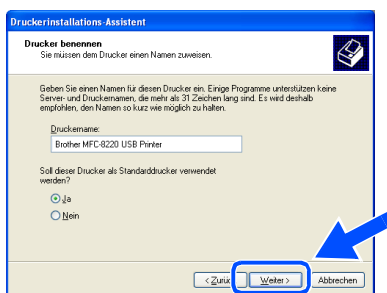 Druckerinstallations-Assistent
Drucker benennen
Sie müssen dem Drucker einen Namen zuweisen.
Geben Sie einen Namen für diesen Drucker ein. Einige Programme unterstützen keine
Server- und Druckernamen, die mehr als 31 Zeichen lang sind. Es wird deshalb
empfohlen, den Namen so kurz wie möglich zu halten.
Druckername:
Brother MFC-8220 USB Printer
Soll dieser Drucker als Standarddrucker verwendet
werden?
Ja
Nein
< Zurü Weiter > Abbrechen